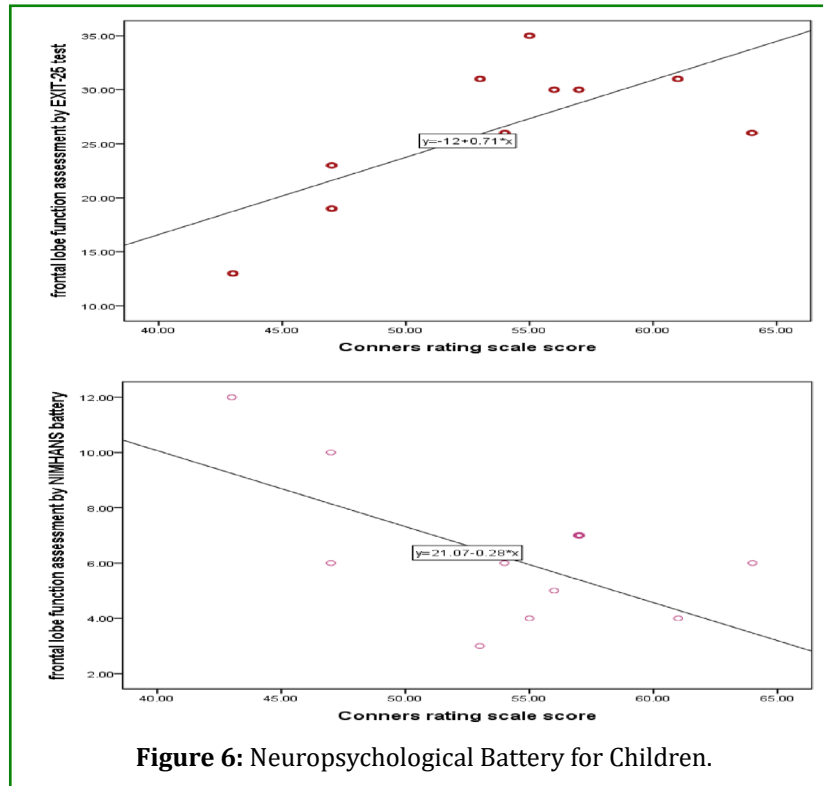 frontal lobe function assessment by EXIT-25 test
35.00
30.00
25.00
20.00
15.00
10.00
y=-12+0.71*x
40.00 45.00 50.00 55.00 60.00 65.00
Conners rating scale score
frontal lobe function assessment by NIMHANS battery
12.00
10.00
8.00
6.00
4.00
2.00
y=21.07-0.28*x
40.00 45.00 50.00 55.00 60.00 65.00
Conners rating scale score
Figure 6: Neuropsychological Battery for Children.